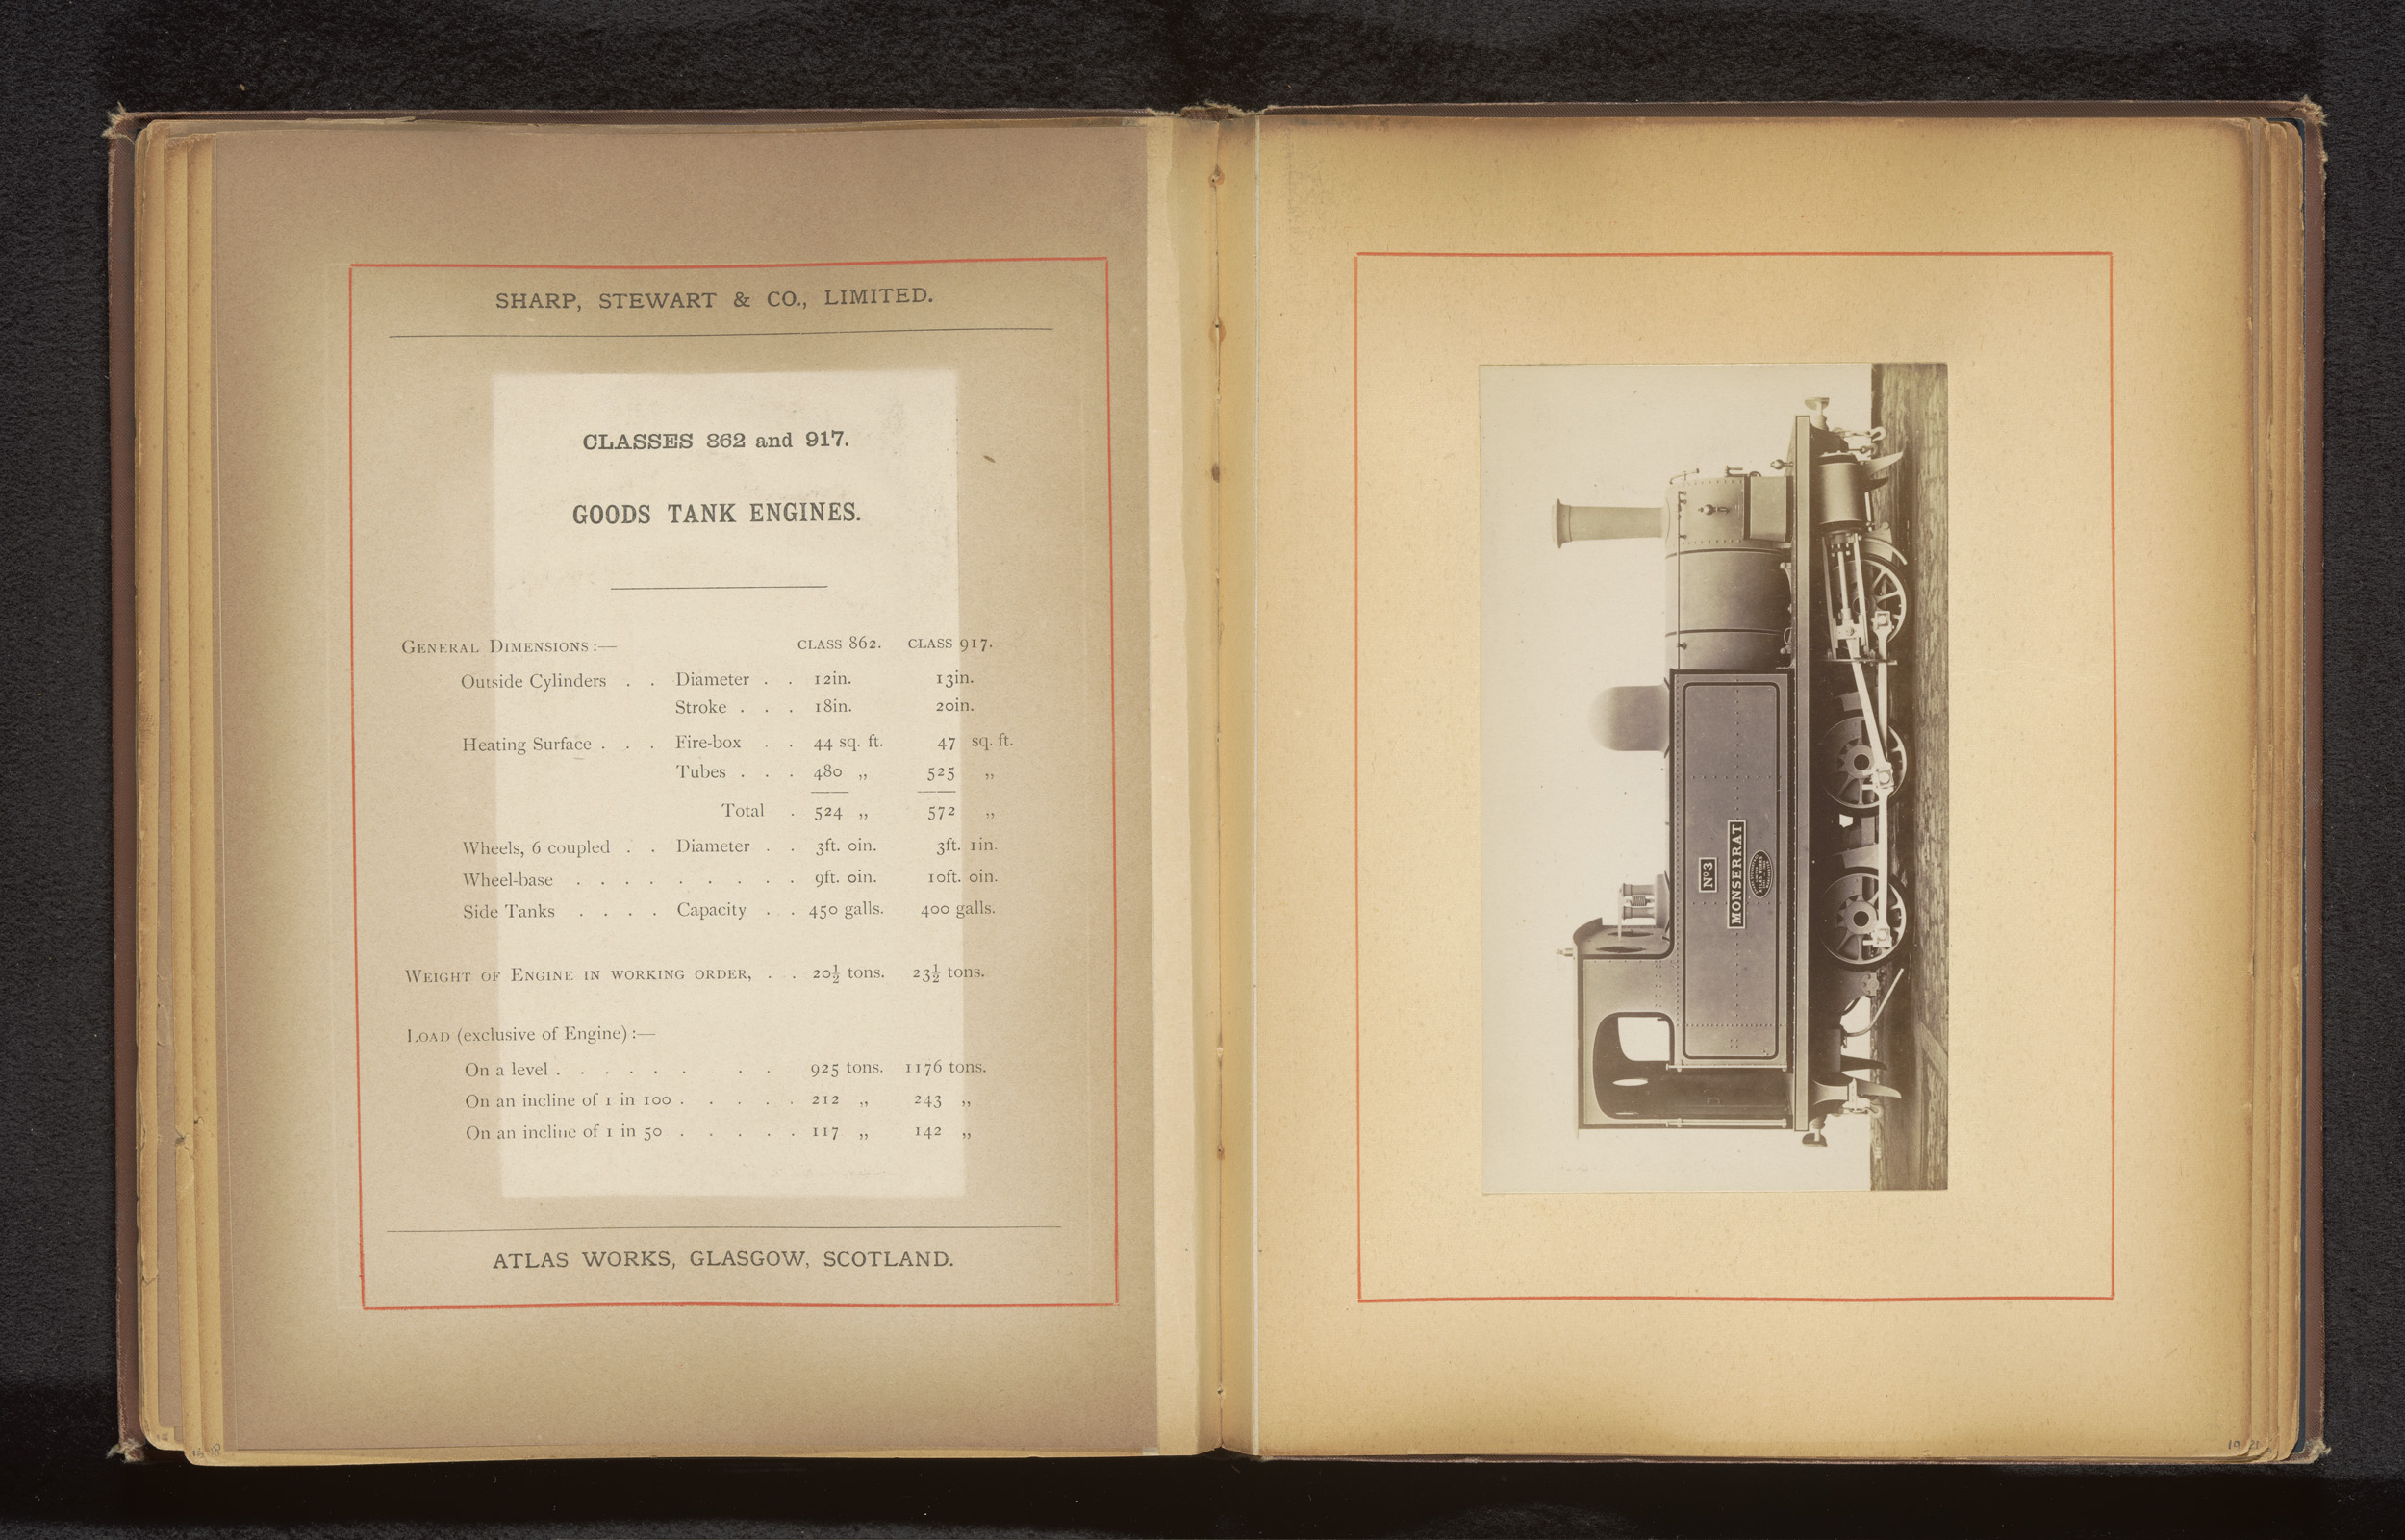 SHARP, STEWART & CO., LIMITED.
CLASSES 862 and 917.
GOODS TANK ENGINES.
GENERAL DIMENSIONS:— CLASS 862. CLASS 917.
Outside Cylinders . . Diameter . . 12in. 13in.
Stroke . . . 18in. 20in.
Heating Surface . . . Fire-box . . 44 sq. ft. 47 sq. ft.
Tubes . . . 480 „ 525 „
Total . 524 „ 572 „
Wheels, 6 coupled . . Diameter . . 3ft. 0in. 3ft. 1in.
Wheel-base . . . . . . . . . 9ft. 0in. 10ft. 0in.
Side Tanks . . . . Capacity . . 450 galls. 400 galls.
WEIGHT OF ENGINE IN WORKING ORDER, . . 20½ tons. 23½ tons.
LOAD (exclusive of Engine):—
On a level . . . . . . . . 925 tons. 1176 tons.
On an incline of 1 in 100 . . . . . 212 „ 243 „
On an incline of 1 in 50 . . . . . 117 „ 142 „
ATLAS WORKS, GLASGOW, SCOTLAND.
Nº 3
MONSERRAT
19
21